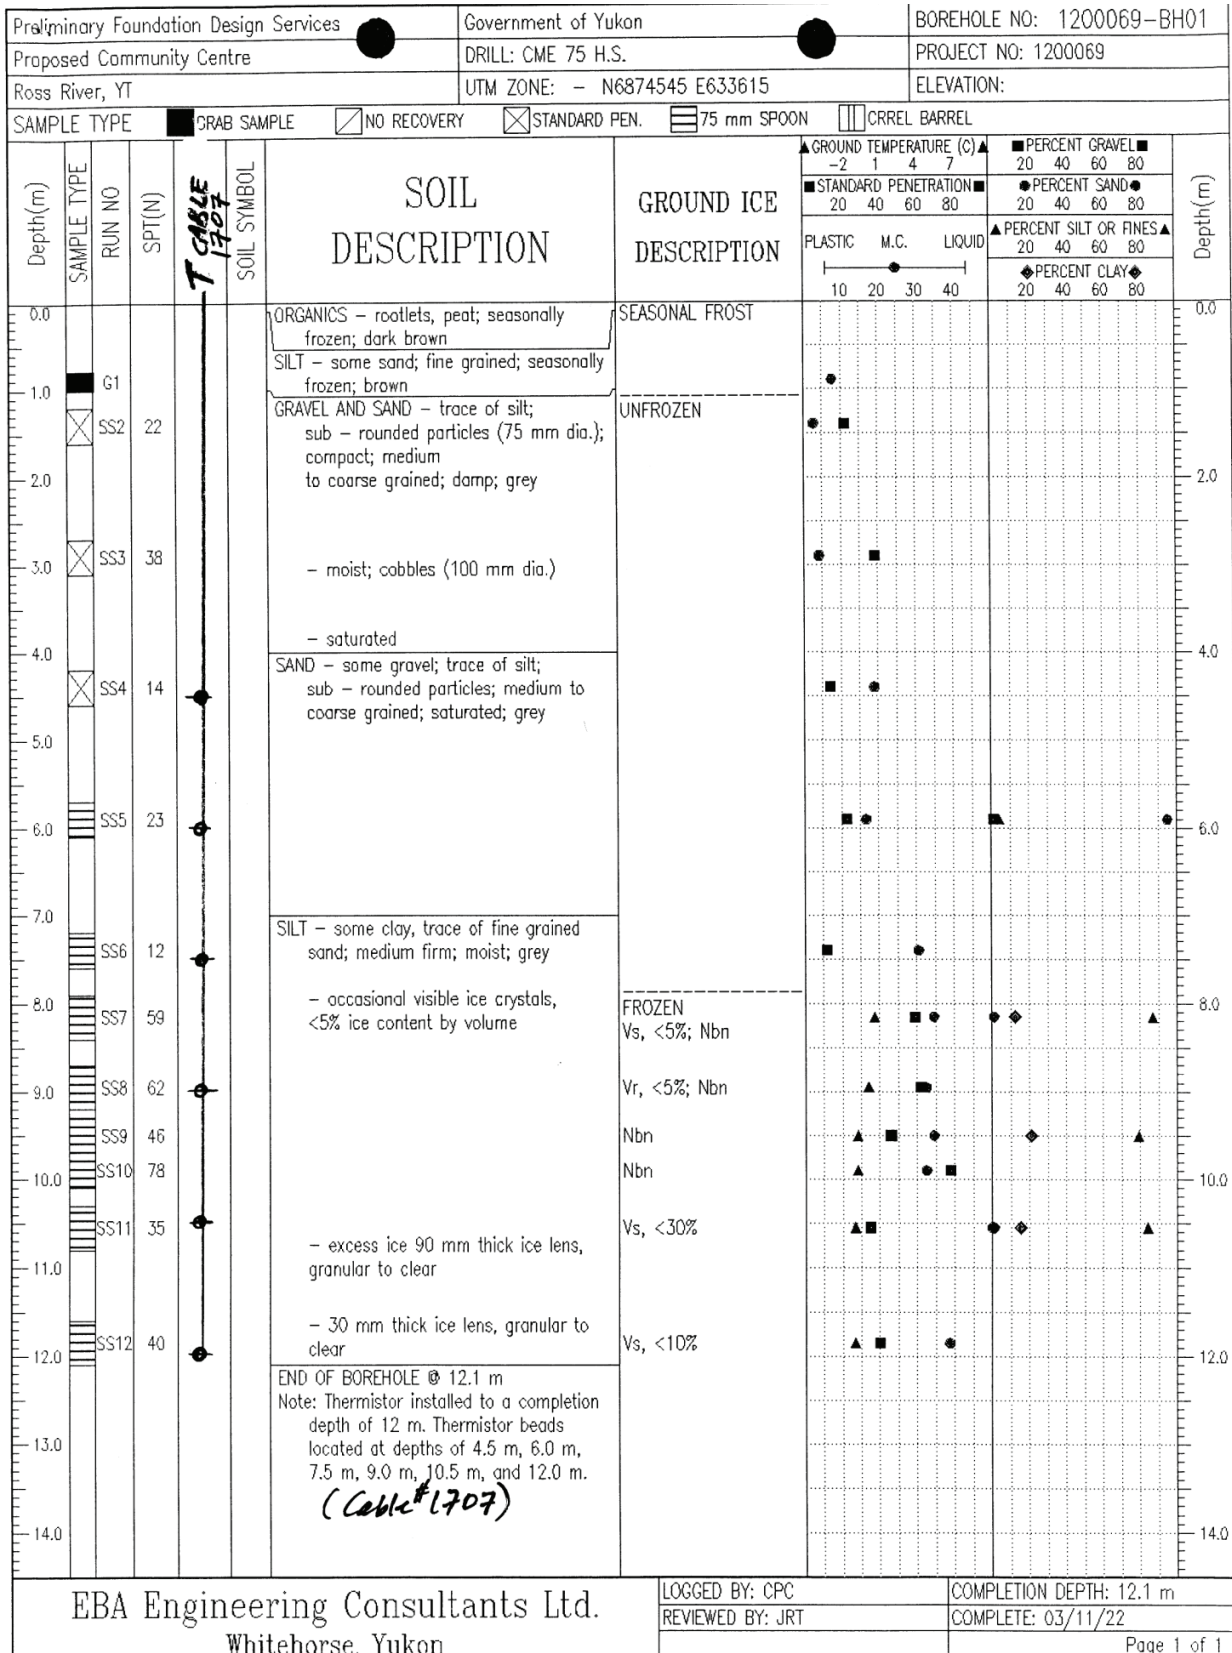 Preliminary Foundation Design Services
Government of Yukon
BOREHOLE NO: 1200069-BH01
Proposed Community Centre
DRILL: CME 75 H.S.
PROJECT NO: 1200069
Ross River, YT
UTM ZONE: - N6874545 E633615
ELEVATION:
SAMPLE TYPE GRAB SAMPLE NO RECOVERY STANDARD PEN. 75 mm SPOON CRREL BARREL
Depth(m)
SAMPLE TYPE
RUN NO
SPT(N)
T CABLE 1707
SOIL SYMBOL
SOIL
DESCRIPTION
GROUND ICE
DESCRIPTION
▲GROUND TEMPERATURE (C)▲
-2 1 4 7
■STANDARD PENETRATION■
20 40 60 80
PLASTIC M.C. LIQUID
10 20 30 40
■PERCENT GRAVEL■
20 40 60 80
●PERCENT SAND●
20 40 60 80
▲PERCENT SILT OR FINES▲
20 40 60 80
◆PERCENT CLAY◆
20 40 60 80
Depth(m)
0.0
ORGANICS - rootlets, peat; seasonally
frozen; dark brown
SEASONAL FROST
0.0
SILT - some sand; fine grained; seasonally
frozen; brown
G1
1.0
GRAVEL AND SAND - trace of silt;
sub - rounded particles (75 mm dia.);
compact; medium
to coarse grained; damp; grey
UNFROZEN
SS2 22
2.0
2.0
SS3 38
3.0
- moist; cobbles (100 mm dia.)
- saturated
4.0
4.0
SAND - some gravel; trace of silt;
sub - rounded particles; medium to
coarse grained; saturated; grey
SS4 14
5.0
SS5 23
6.0
6.0
7.0
SILT - some clay, trace of fine grained
sand; medium firm; moist; grey
SS6 12
- occasional visible ice crystals,
<5% ice content by volume
8.0
FROZEN
Vs, <5%; Nbn
8.0
SS7 59
SS8 62
Vr, <5%; Nbn
9.0
SS9 46
Nbn
SS10 78
Nbn
10.0
10.0
SS11 35
Vs, <30%
- excess ice 90 mm thick ice lens,
granular to clear
11.0
- 30 mm thick ice lens, granular to
clear
SS12 40
Vs, <10%
12.0
12.0
END OF BOREHOLE @ 12.1 m
Note: Thermistor installed to a completion
depth of 12 m. Thermistor beads
located at depths of 4.5 m, 6.0 m,
7.5 m, 9.0 m, 10.5 m, and 12.0 m.
(Cable #1707)
13.0
14.0
14.0
EBA Engineering Consultants Ltd.
Whitehorse, Yukon
LOGGED BY: CPC
COMPLETION DEPTH: 12.1 m
REVIEWED BY: JRT
COMPLETE: 03/11/22
Page 1 of 1